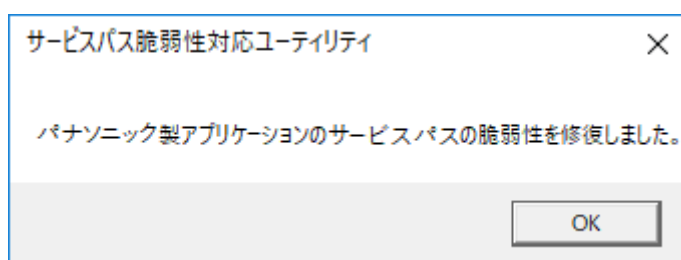 サービスパス脆弱性対応ユーティリティ
パナソニック製アプリケーションのサービスパスの脆弱性を修復しました。
OK